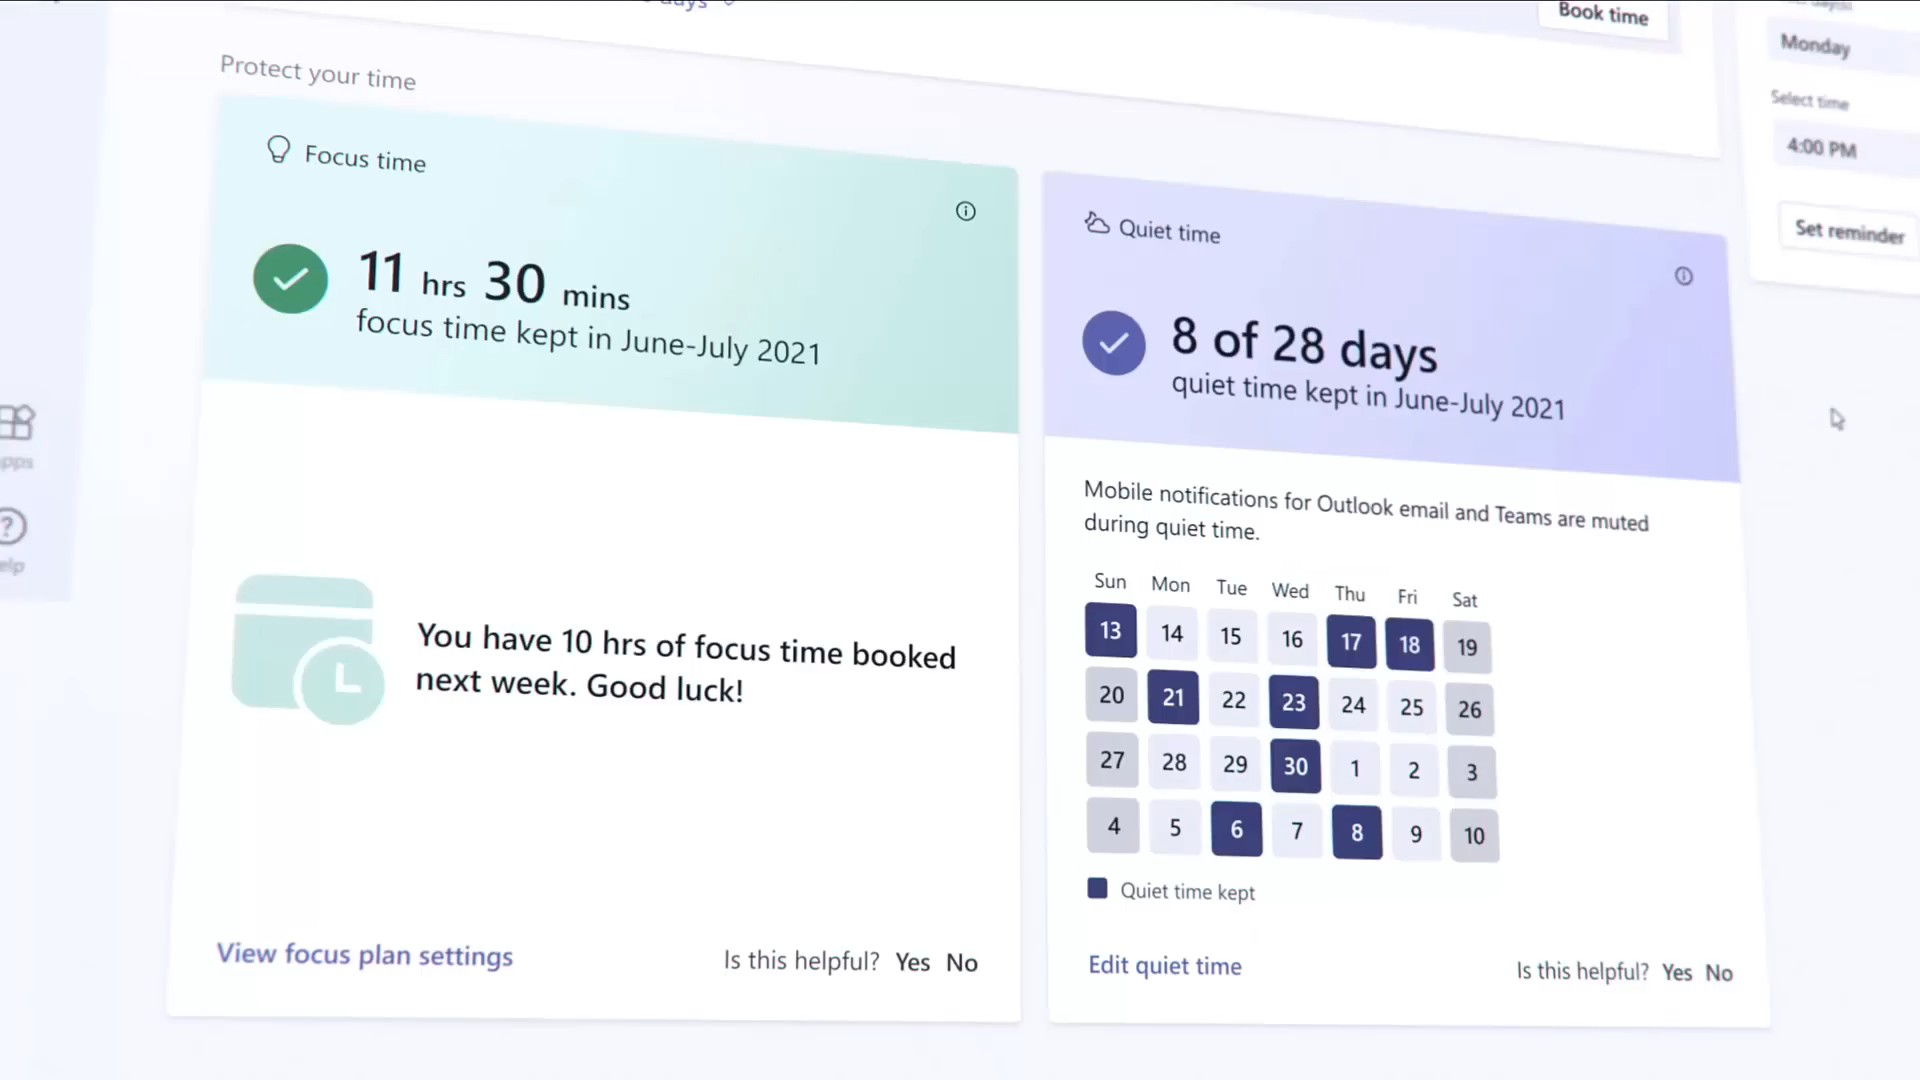 Book time
Protect your time
Focus time
11 hrs 30 mins
focus time kept in June-July 2021
You have 10 hrs of focus time booked
next week. Good luck!
View focus plan settings
Is this helpful? Yes No
Quiet time
8 of 28 days
quiet time kept in June-July 2021
Mobile notifications for Outlook email and Teams are muted
during quiet time.
Sun Mon Tue Wed Thu Fri Sat
13 14 15 16 17 18 19
20 21 22 23 24 25 26
27 28 29 30 1 2 3
4 5 6 7 8 9 10
Quiet time kept
Edit quiet time
Is this helpful? Yes No
Monday
Select time
4:00 PM
Set reminder